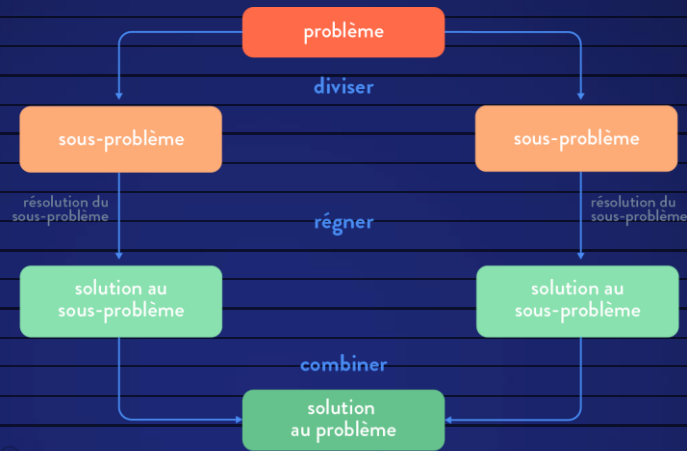 problème
diviser
sous-problème
sous-problème
résolution du
sous-problème
régner
résolution du
sous-problème
solution au
sous-problème
solution au
sous-problème
combiner
solution
au problème